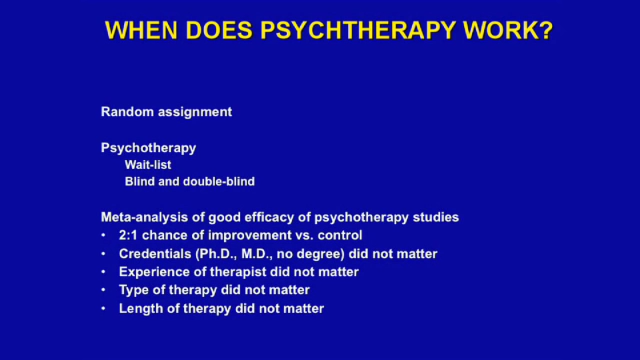 WHEN DOES PSYCHTHERAPY WORK?
Random assignment
Psychotherapy
Wait-list
Blind and double-blind
Meta-analysis of good efficacy of psychotherapy studies
• 2:1 chance of improvement vs. control
• Credentials (Ph.D., M.D., no degree) did not matter
• Experience of therapist did not matter
• Type of therapy did not matter
• Length of therapy did not matter